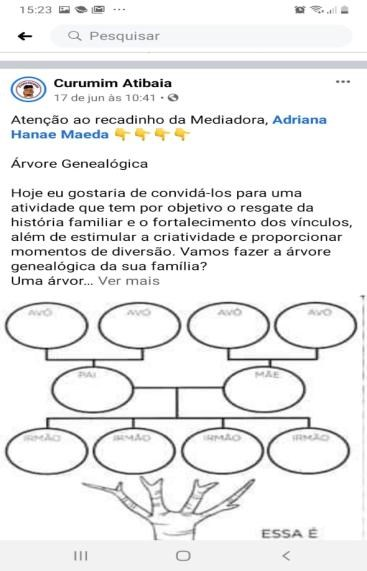 15:23
Pesquisar
Curumim Atibaia
17 de jun às 10:41
Atenção ao recadinho da Mediadora, Adriana
Hanae Maeda 👇👇👇👇
Árvore Genealógica
Hoje eu gostaria de convidá-los para uma
atividade que tem por objetivo o resgate da
história familiar e o fortalecimento dos vínculos,
além de estimular a criatividade e proporcionar
momentos de diversão. Vamos fazer a árvore
genealógica da sua família?
Uma árvor... Ver mais
AVÓ AVÔ AVÔ AVÓ
PAI MÃE
IRMÃO IRMÃO IRMÃO IRMÃO
ESSA É